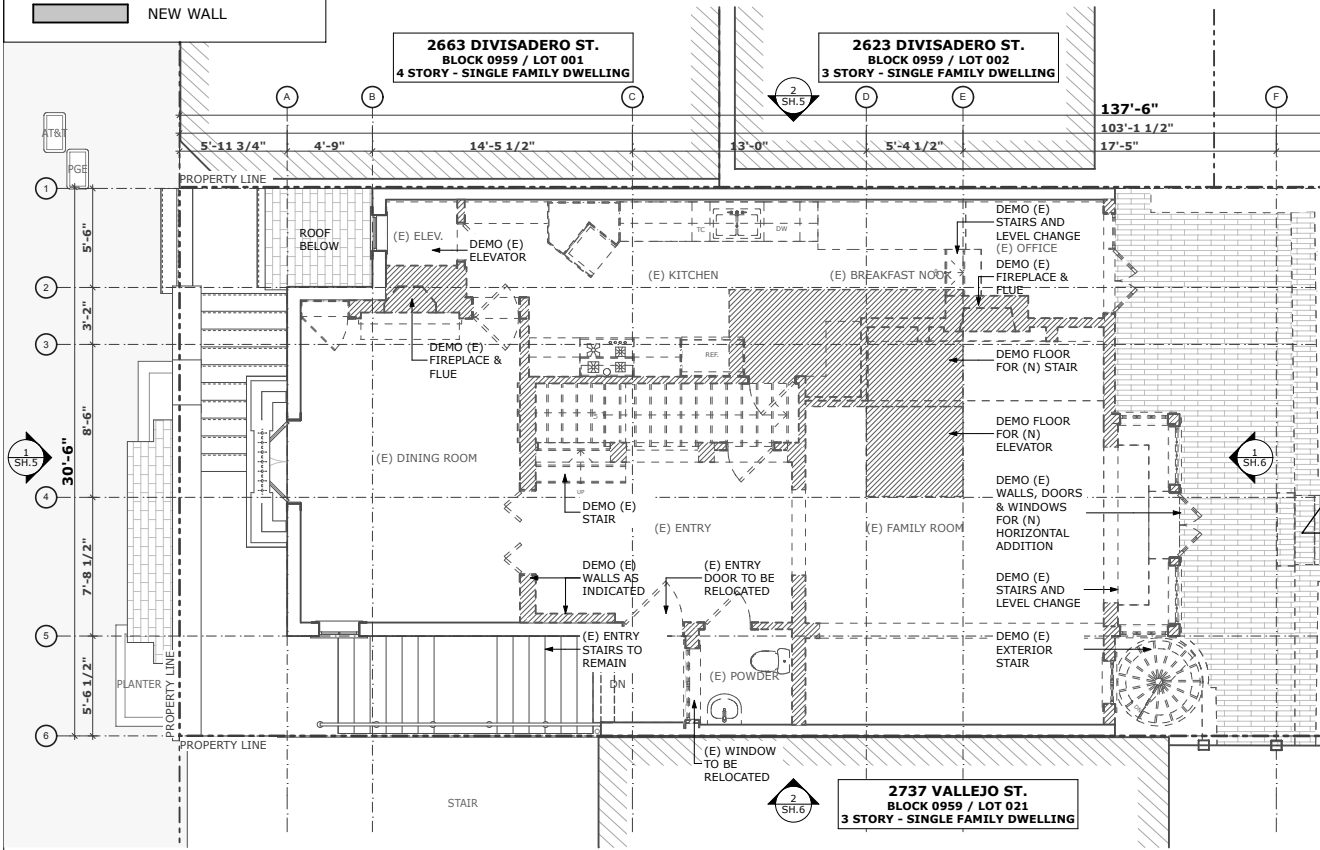 NEW WALL
2663 DIVISADERO ST.
BLOCK 0959 / LOT 001
4 STORY - SINGLE FAMILY DWELLING
2623 DIVISADERO ST.
BLOCK 0959 / LOT 002
3 STORY - SINGLE FAMILY DWELLING
2
SH.5
A
B
C
D
E
F
137'-6"
103'-1 1/2"
5'-11 3/4"
4'-9"
14'-5 1/2"
13'-0"
5'-4 1/2"
17'-5"
AT&T
PGE
PROPERTY LINE
1
2
3
4
5
6
5'-6"
3'-2"
8'-6"
7'-8 1/2"
5'-6 1/2"
30'-6"
1
SH.5
ROOF
BELOW
(E) ELEV.
DEMO (E)
ELEVATOR
TC
DW
(E) KITCHEN
(E) BREAKFAST NOOK
DEMO (E)
STAIRS AND
LEVEL CHANGE
(E) OFFICE
DEMO (E)
FIREPLACE &
FLUE
DEMO (E)
FIREPLACE &
FLUE
REF.
DEMO FLOOR
FOR (N) STAIR
DEMO FLOOR
FOR (N)
ELEVATOR
(E) DINING ROOM
UP
DEMO (E)
STAIR
(E) ENTRY
(E) FAMILY ROOM
DEMO (E)
WALLS, DOORS
& WINDOWS
FOR (N)
HORIZONTAL
ADDITION
1
SH.6
DEMO (E)
WALLS AS
INDICATED
(E) ENTRY
DOOR TO BE
RELOCATED
DEMO (E)
STAIRS AND
LEVEL CHANGE
(E) ENTRY
STAIRS TO
REMAIN
DN
(E) POWDER
DEMO (E)
EXTERIOR
STAIR
DN
PLANTER
PROPERTY LINE
PROPERTY LINE
(E) WINDOW
TO BE
RELOCATED
STAIR
2
SH.6
2737 VALLEJO ST.
BLOCK 0959 / LOT 021
3 STORY - SINGLE FAMILY DWELLING